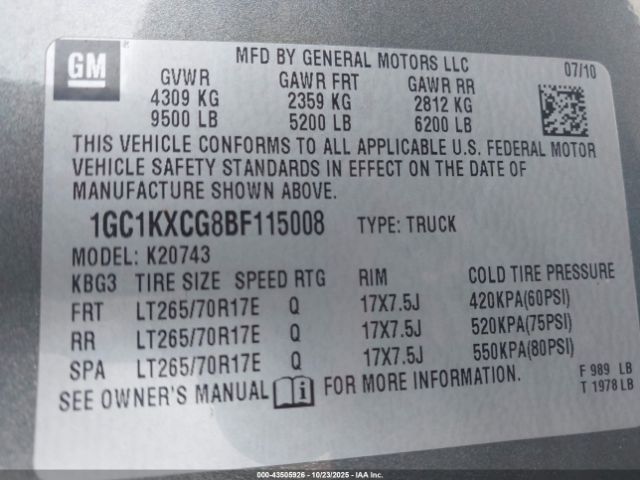 GM
MFD BY GENERAL MOTORS LLC
07/10
GVWR GAWR FRT GAWR RR
4309 KG 2359 KG 2812 KG
9500 LB 5200 LB 6200 LB
THIS VEHICLE CONFORMS TO ALL APPLICABLE U.S. FEDERAL MOTOR
VEHICLE SAFETY STANDARDS IN EFFECT ON THE DATE OF
MANUFACTURE SHOWN ABOVE.
1GC1KXCG8BF115008 TYPE: TRUCK
MODEL: K20743
KBG3 TIRE SIZE SPEED RTG RIM COLD TIRE PRESSURE
FRT LT265/70R17E Q 17X7.5J 420KPA(60PSI)
RR LT265/70R17E Q 17X7.5J 520KPA(75PSI)
SPA LT265/70R17E Q 17X7.5J 550KPA(80PSI)
SEE OWNER'S MANUAL i FOR MORE INFORMATION.
F 989 LB
T 1978 LB
000-43505926 - 10/23/2025 - IAAI.com